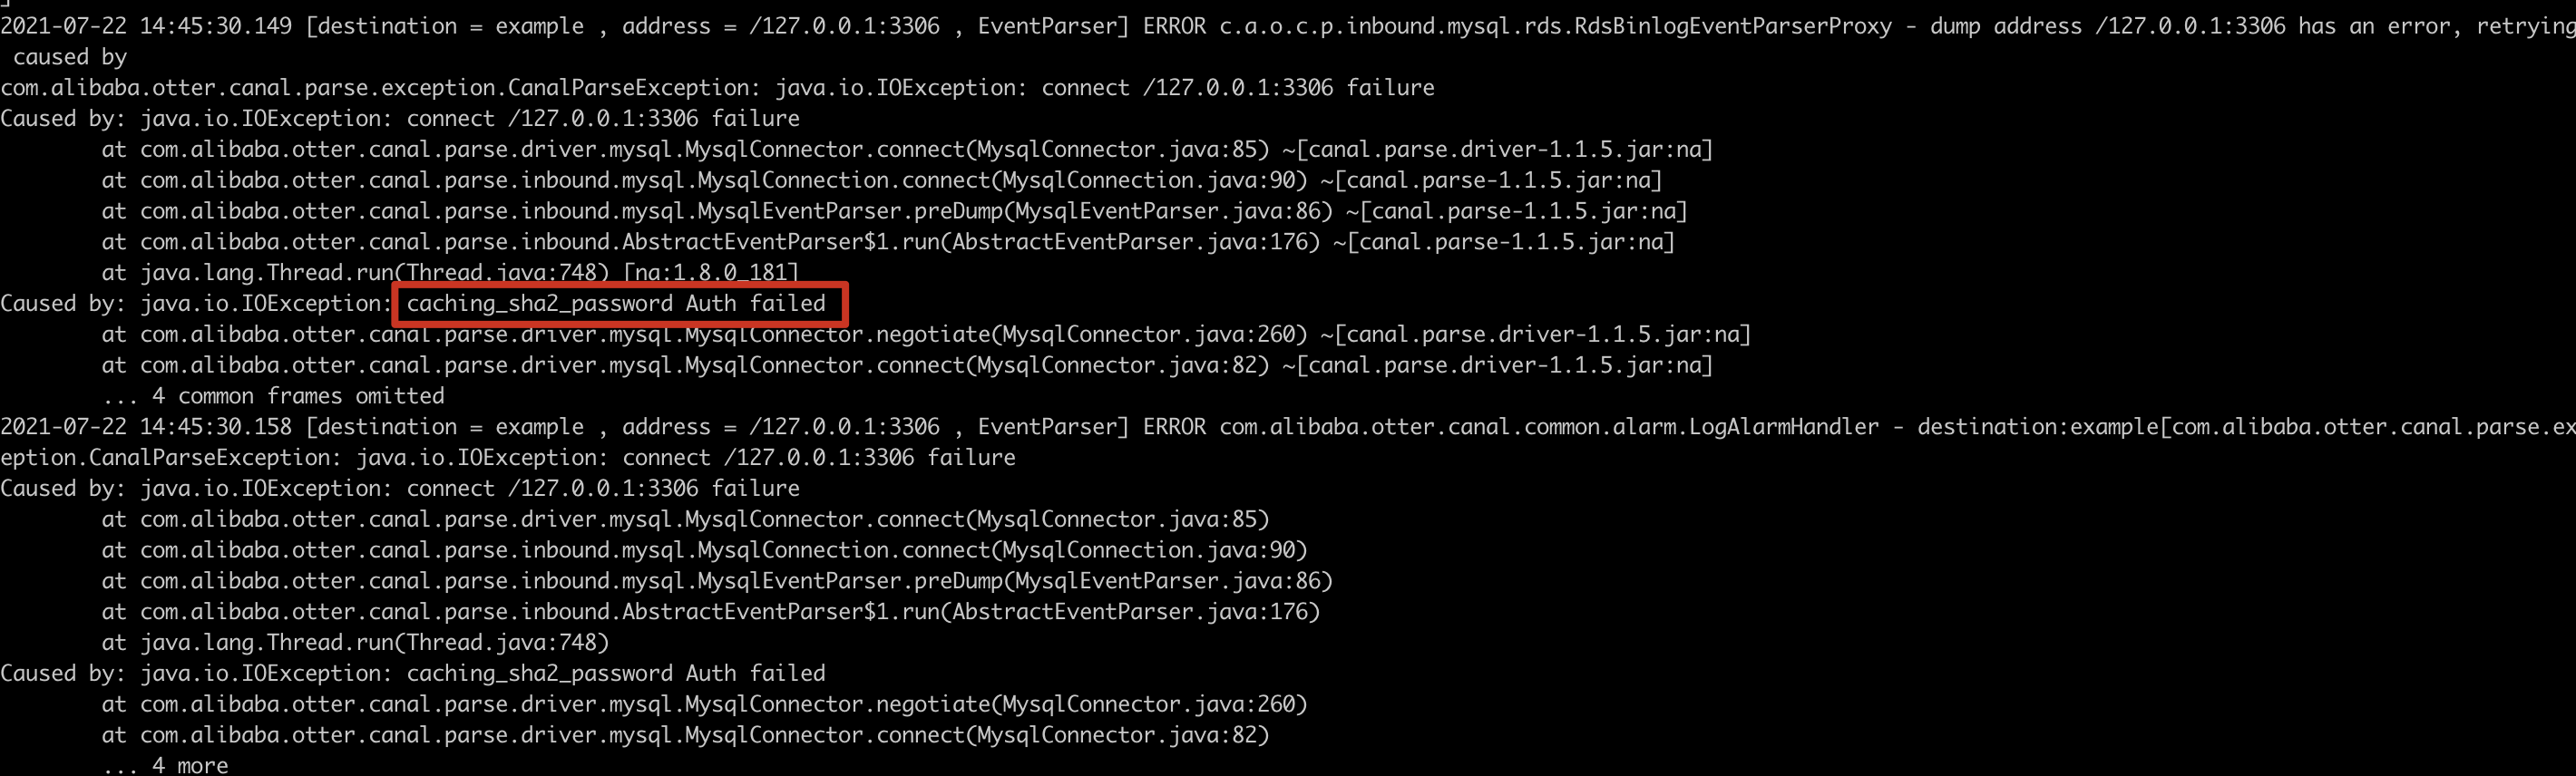 ]
2021-07-22 14:45:30.149 [destination = example , address = /127.0.0.1:3306 , EventParser] ERROR c.a.o.c.p.inbound.mysql.rds.RdsBinlogEventParserProxy - dump address /127.0.0.1:3306 has an error, retrying
 caused by
com.alibaba.otter.canal.parse.exception.CanalParseException: java.io.IOException: connect /127.0.0.1:3306 failure
Caused by: java.io.IOException: connect /127.0.0.1:3306 failure
        at com.alibaba.otter.canal.parse.driver.mysql.MysqlConnector.connect(MysqlConnector.java:85) ~[canal.parse.driver-1.1.5.jar:na]
        at com.alibaba.otter.canal.parse.inbound.mysql.MysqlConnection.connect(MysqlConnection.java:90) ~[canal.parse-1.1.5.jar:na]
        at com.alibaba.otter.canal.parse.inbound.mysql.MysqlEventParser.preDump(MysqlEventParser.java:86) ~[canal.parse-1.1.5.jar:na]
        at com.alibaba.otter.canal.parse.inbound.AbstractEventParser$1.run(AbstractEventParser.java:176) ~[canal.parse-1.1.5.jar:na]
        at java.lang.Thread.run(Thread.java:748) [na:1.8.0_181]
Caused by: java.io.IOException: caching_sha2_password Auth failed
        at com.alibaba.otter.canal.parse.driver.mysql.MysqlConnector.negotiate(MysqlConnector.java:260) ~[canal.parse.driver-1.1.5.jar:na]
        at com.alibaba.otter.canal.parse.driver.mysql.MysqlConnector.connect(MysqlConnector.java:82) ~[canal.parse.driver-1.1.5.jar:na]
        ... 4 common frames omitted
2021-07-22 14:45:30.158 [destination = example , address = /127.0.0.1:3306 , EventParser] ERROR com.alibaba.otter.canal.common.alarm.LogAlarmHandler - destination:example[com.alibaba.otter.canal.parse.ex
eption.CanalParseException: java.io.IOException: connect /127.0.0.1:3306 failure
Caused by: java.io.IOException: connect /127.0.0.1:3306 failure
        at com.alibaba.otter.canal.parse.driver.mysql.MysqlConnector.connect(MysqlConnector.java:85)
        at com.alibaba.otter.canal.parse.inbound.mysql.MysqlConnection.connect(MysqlConnection.java:90)
        at com.alibaba.otter.canal.parse.inbound.mysql.MysqlEventParser.preDump(MysqlEventParser.java:86)
        at com.alibaba.otter.canal.parse.inbound.AbstractEventParser$1.run(AbstractEventParser.java:176)
        at java.lang.Thread.run(Thread.java:748)
Caused by: java.io.IOException: caching_sha2_password Auth failed
        at com.alibaba.otter.canal.parse.driver.mysql.MysqlConnector.negotiate(MysqlConnector.java:260)
        at com.alibaba.otter.canal.parse.driver.mysql.MysqlConnector.connect(MysqlConnector.java:82)
        ... 4 more